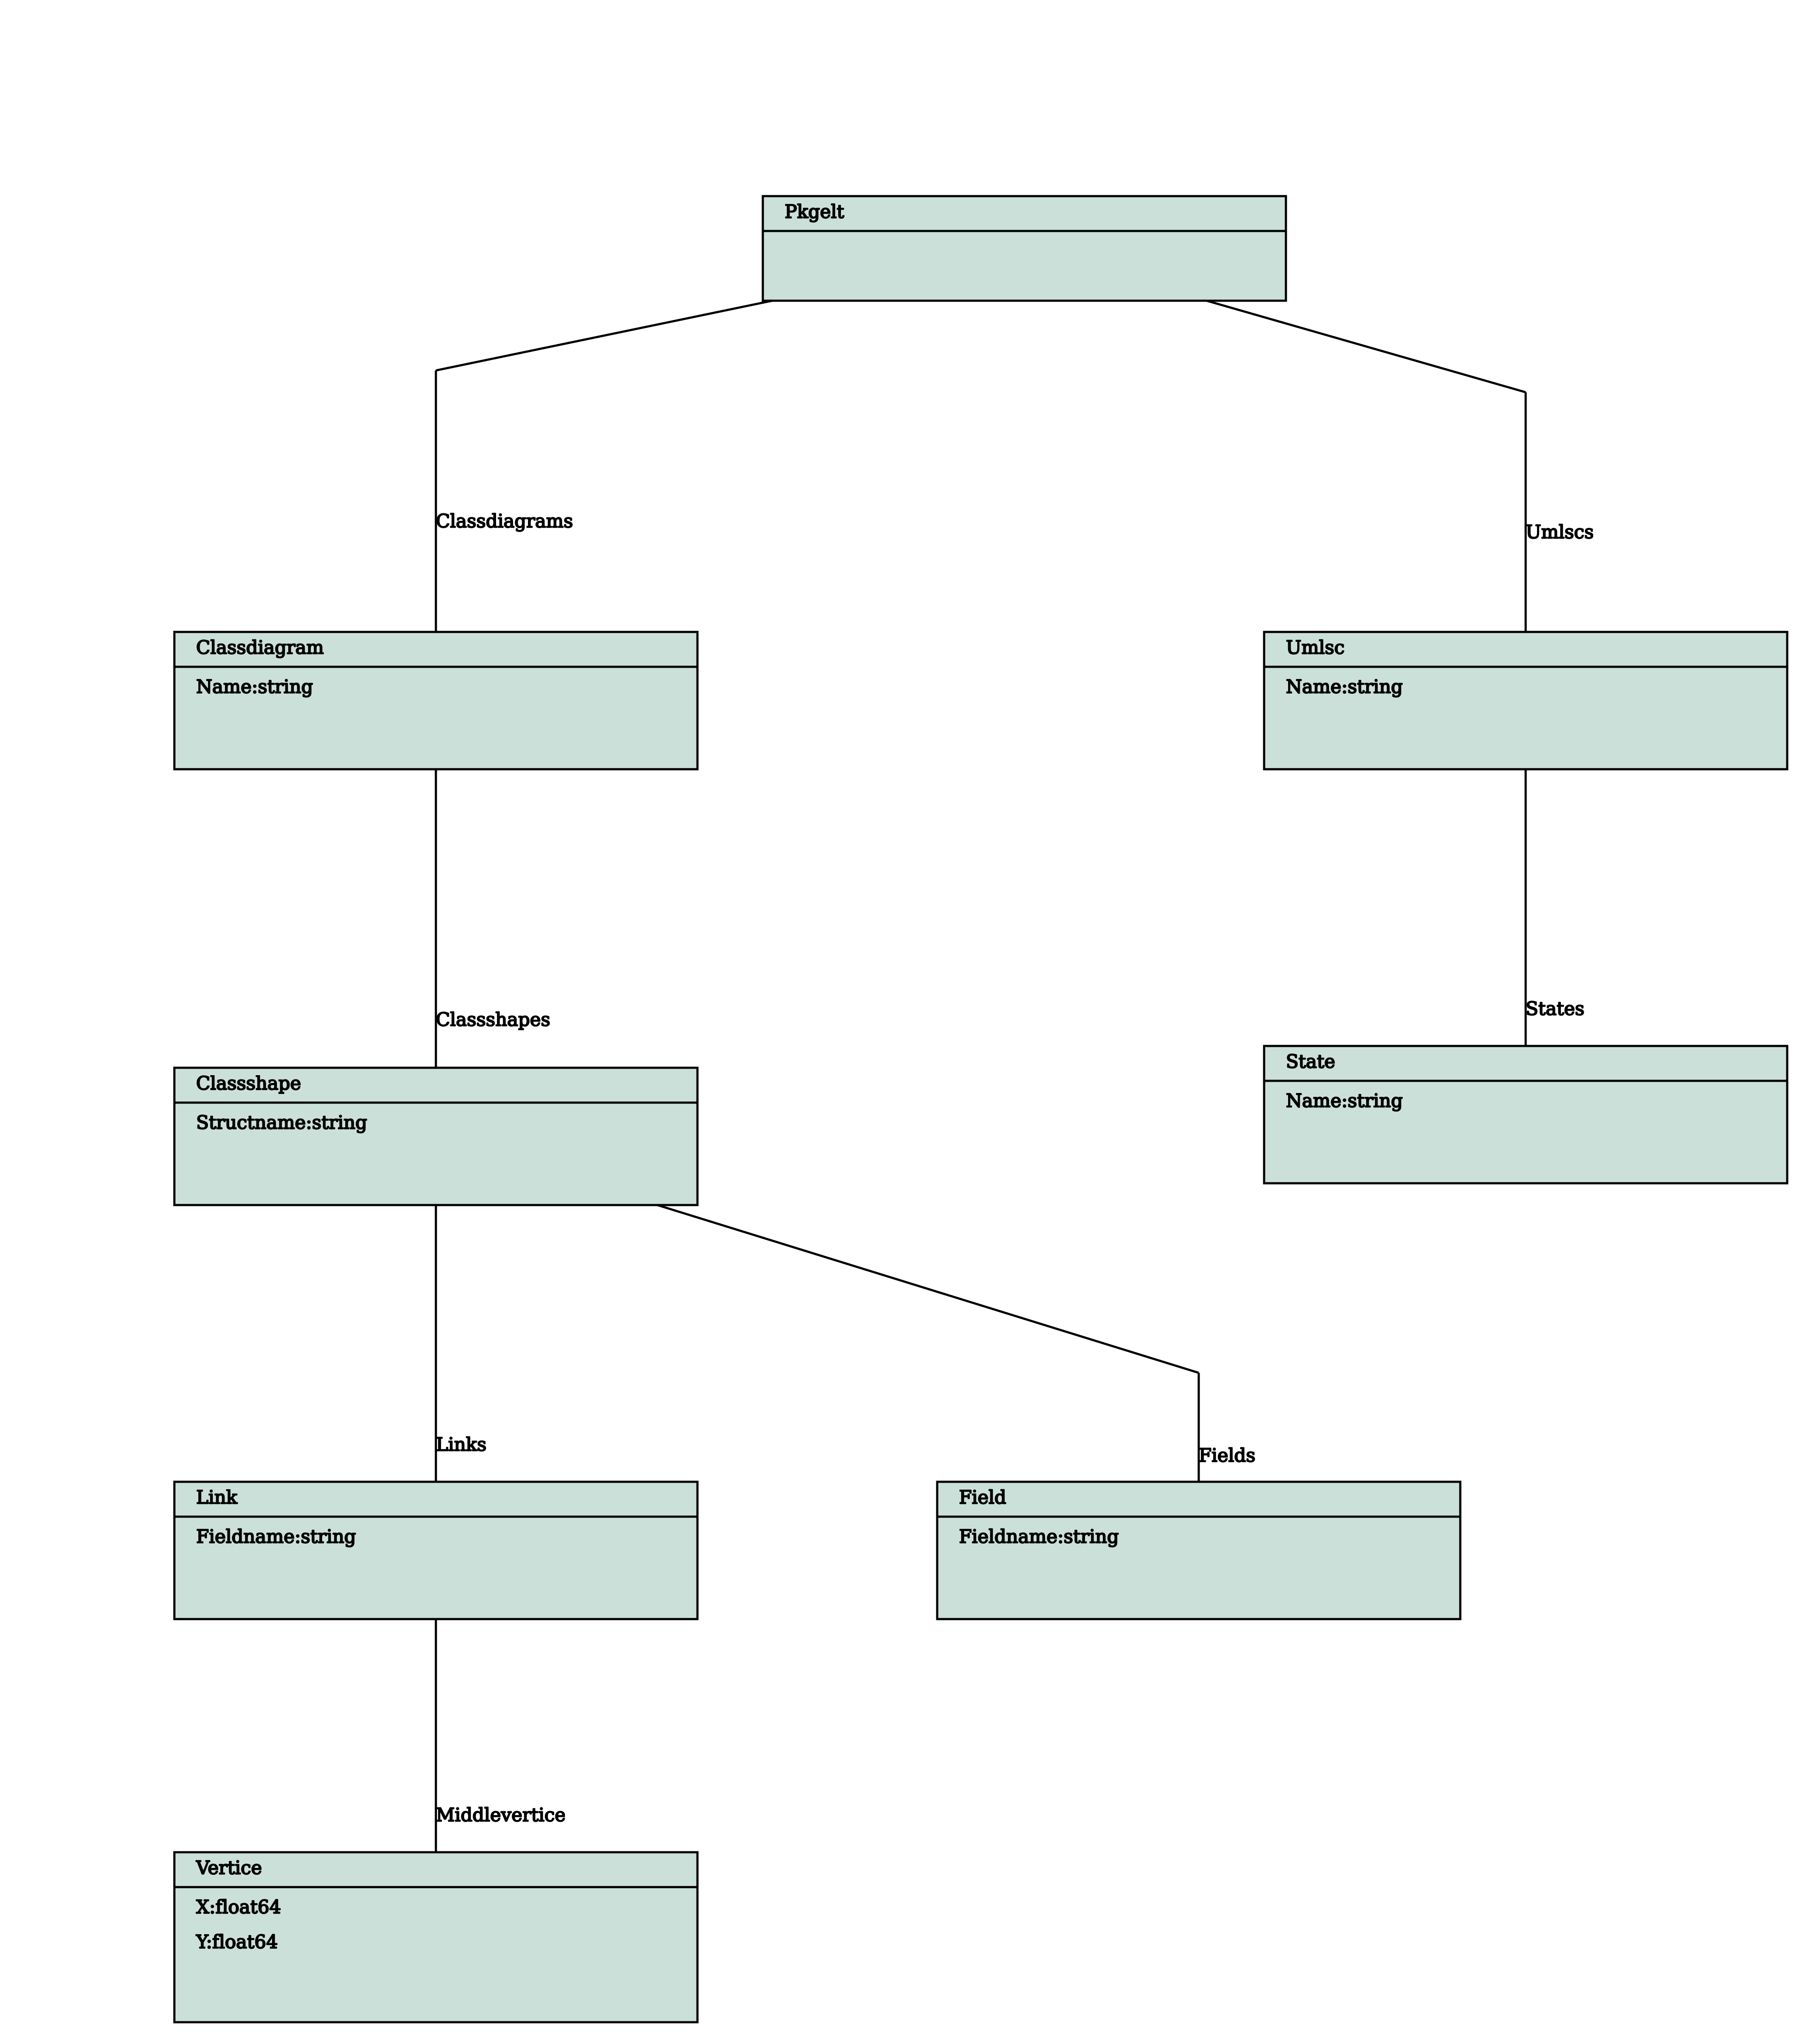 Pkgelt
Classdiagrams
Umlscs
Classdiagram
Name:string
Umlsc
Name:string
Classshapes
States
Classshape
Structname:string
State
Name:string
Links
Fields
Link
Fieldname:string
Field
Fieldname:string
Middlevertice
Vertice
X:float64
Y:float64